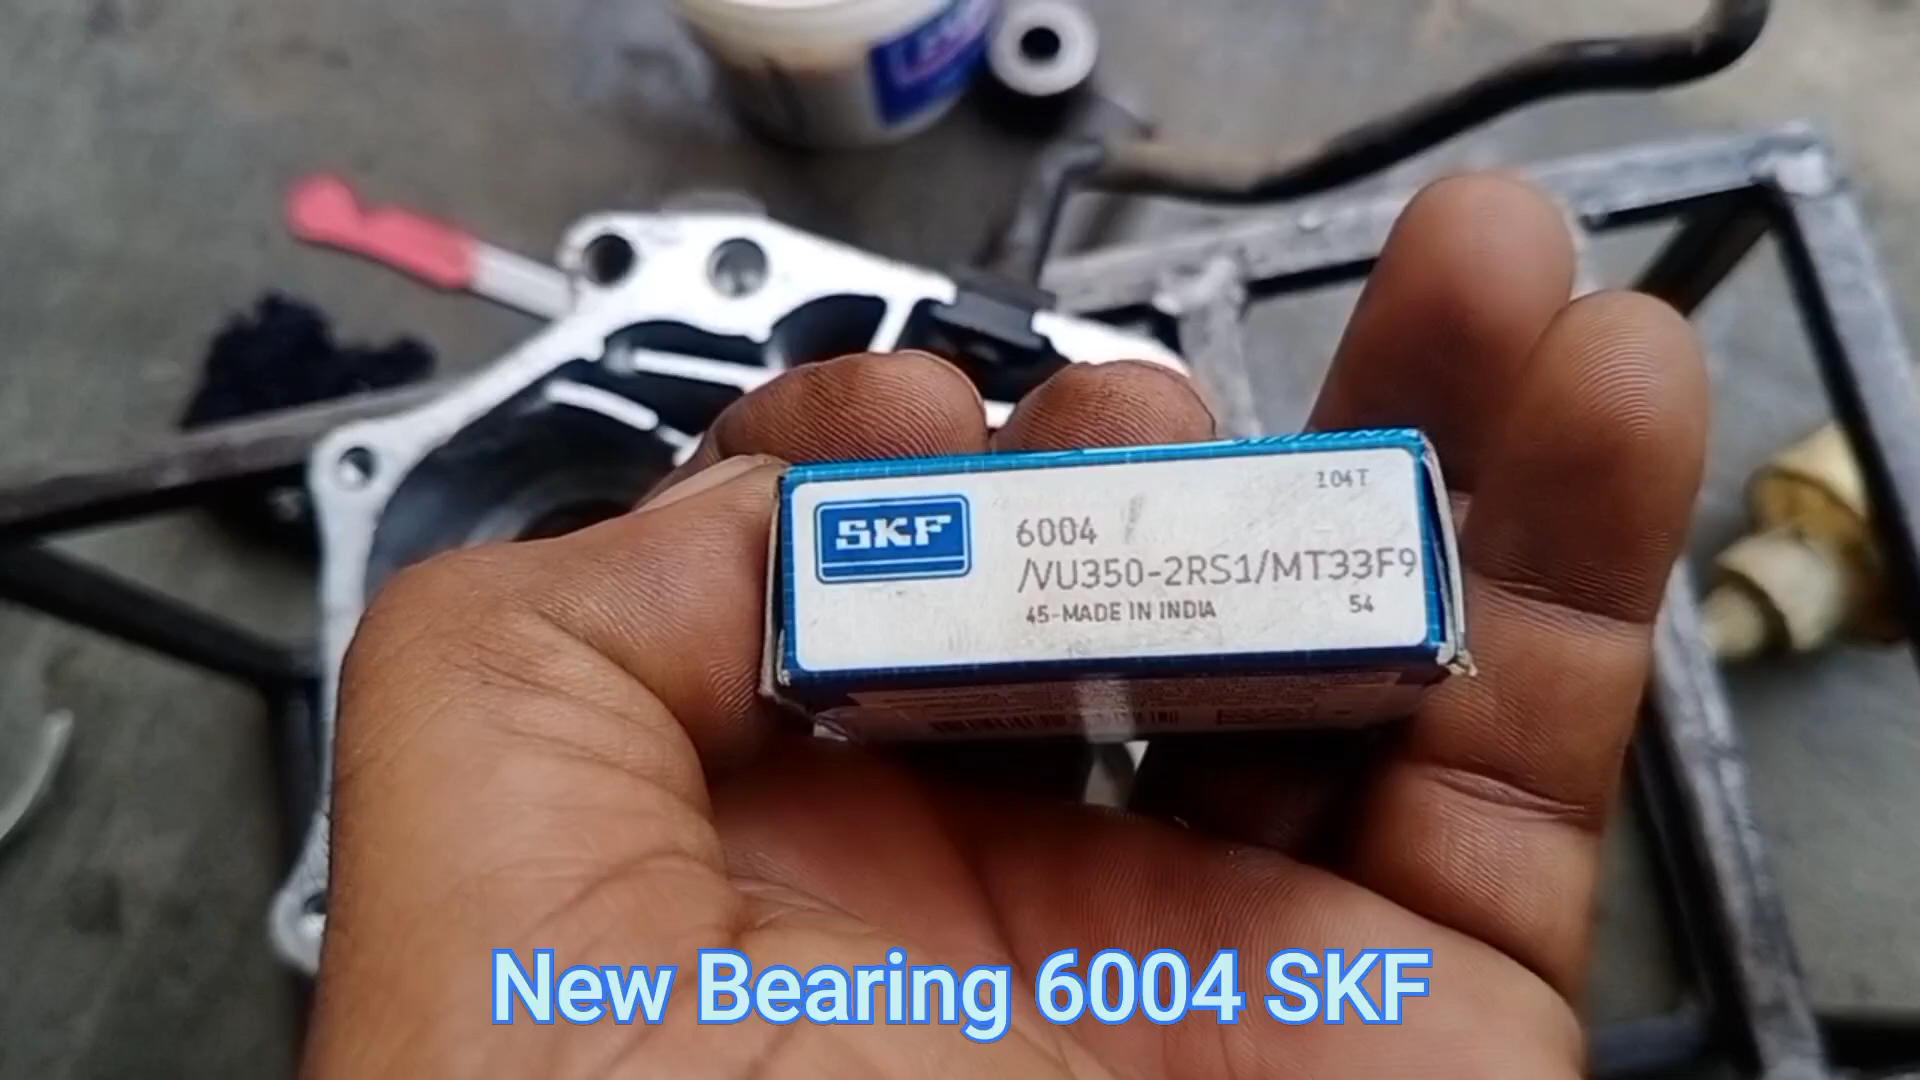 104T
SKF
6004
/VU350-2RS1/MT33F9
45-MADE IN INDIA
54
New Bearing 6004 SKF